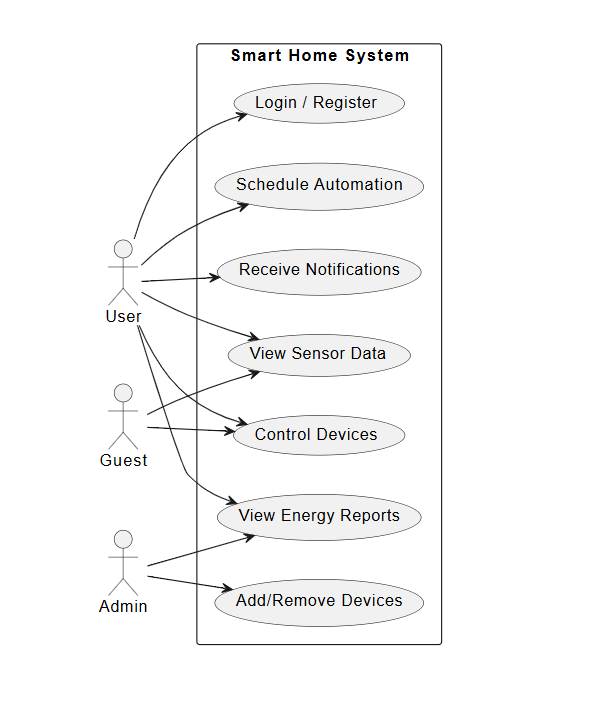 Smart Home System
Login / Register
Schedule Automation
Receive Notifications
User
View Sensor Data
Control Devices
Guest
View Energy Reports
Add/Remove Devices
Admin